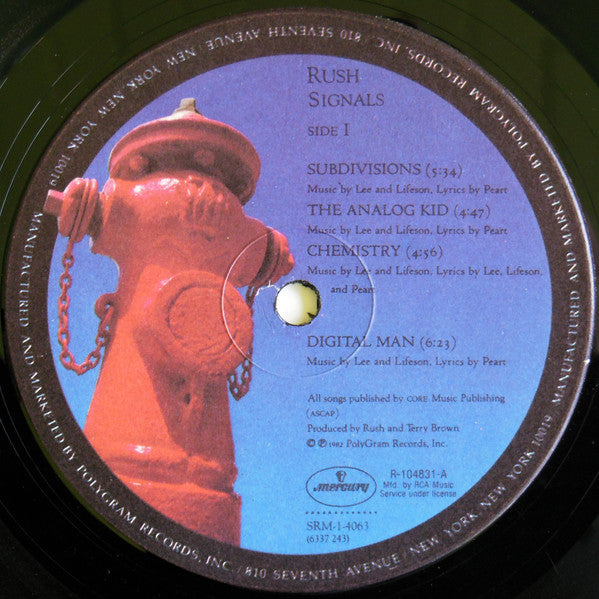 RUSH
SIGNALS
SIDE I
SUBDIVISIONS (5:34)
Music by Lee and Lifeson, Lyrics by Peart
THE ANALOG KID (4:47)
Music by Lee and Lifeson, Lyrics by Peart
CHEMISTRY (4:56)
Music by Lee and Lifeson, Lyrics by Lee, Lifeson,
and Peart
DIGITAL MAN (6:23)
Music by Lee and Lifeson, Lyrics by Peart
All songs published by CORE Music Publishing
(ASCAP)
Produced by Rush and Terry Brown
© ℗ 1982 PolyGram Records, Inc.
mercury
R-104831-A
Mfd. by RCA Music
Service under license
SRM-1-4063
(6337 243)
MANUFACTURED AND MARKETED BY POLYGRAM RECORDS, INC. / 810 SEVENTH AVENUE / NEW YORK, NEW YORK 10019
MANUFACTURED AND MARKETED BY POLYGRAM RECORDS, INC. 810 SEVENTH AVENUE, NEW YORK, NEW YORK 10019